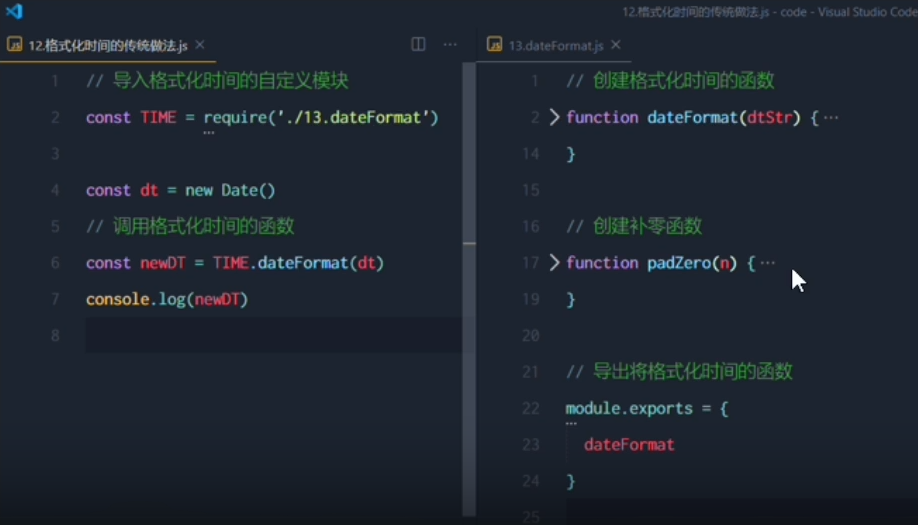 12.格式化时间的传统做法.js - code - Visual Studio Code
12.格式化时间的传统做法.js
13.dateFormat.js
1 // 导入格式化时间的自定义模块
2 const TIME = require('./13.dateFormat')
3
4 const dt = new Date()
5 // 调用格式化时间的函数
6 const newDT = TIME.dateFormat(dt)
7 console.log(newDT)
8
1 // 创建格式化时间的函数
2 function dateFormat(dtStr) {···
14 }
15
16 // 创建补零函数
17 function padZero(n) {···
19 }
20
21 // 导出将格式化时间的函数
22 module.exports = {
23 dateFormat
24 }
25